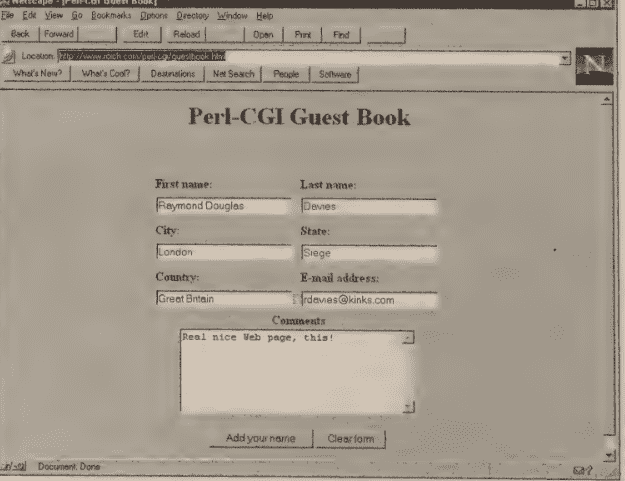 Netscape - [Perl-CGI Guest Book]
File Edit View Go Bookmarks Options Directory Window Help
Back Forward Edit Reload Open Print Find
Location:
What's New? What's Cool? Destinations Net Search People Software
N
Perl-CGI Guest Book
First name: Last name:
Raymond Douglas Davies
City: State:
London Siege
Country: E-mail address:
Great Britain rdavies@kinks.com
Comments
Real nice Web page, this!
Add your name Clear form
Document: Done